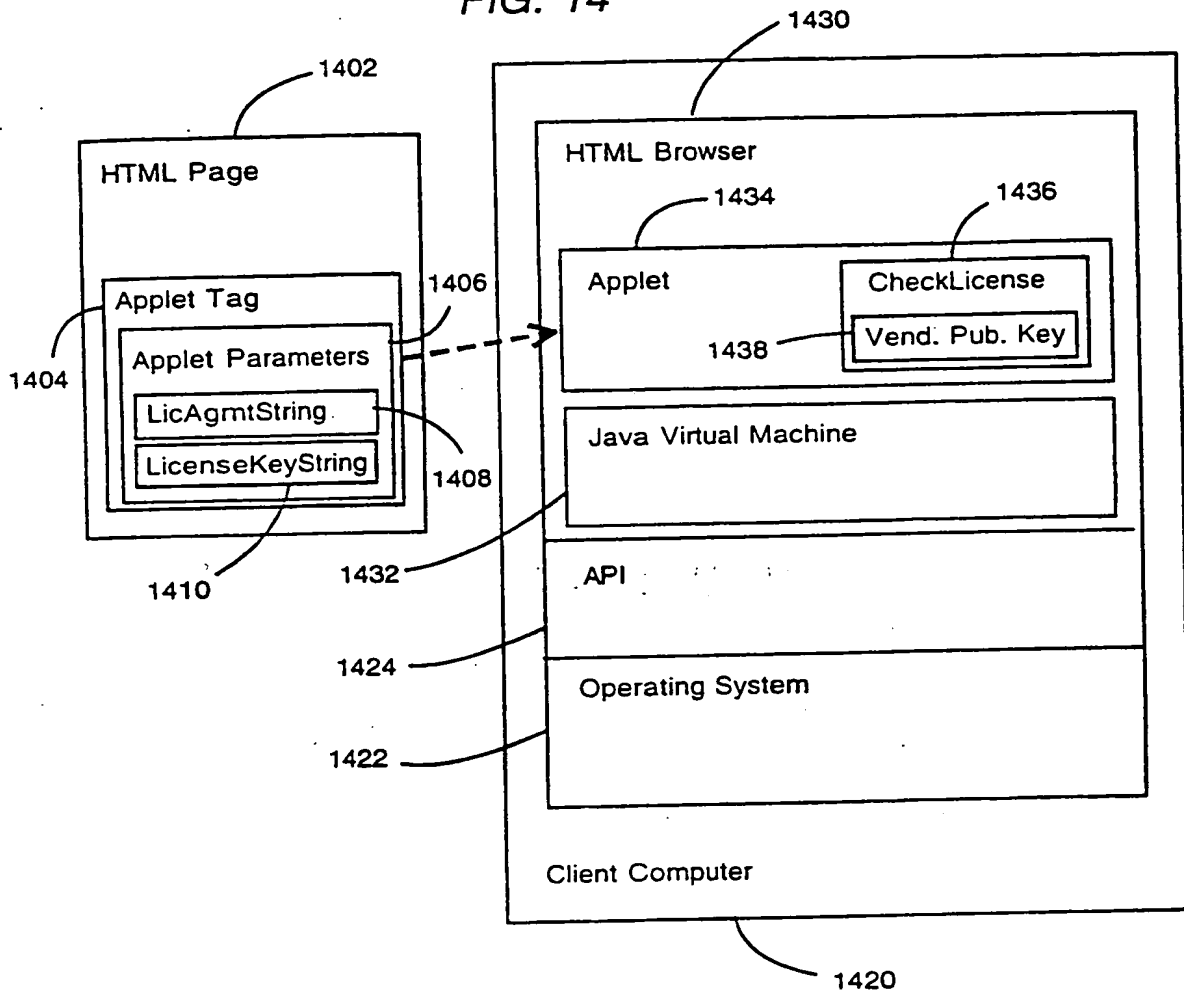 FIG. 14
1430
1402
HTML Page
HTML Browser
1434
1436
Applet Tag
1406
Applet
CheckLicense
Applet Parameters
1438
Vend. Pub. Key
1404
LicAgmtString
Java Virtual Machine
LicenseKeyString
1408
1410
1432
API
1424
Operating System
1422
Client Computer
1420